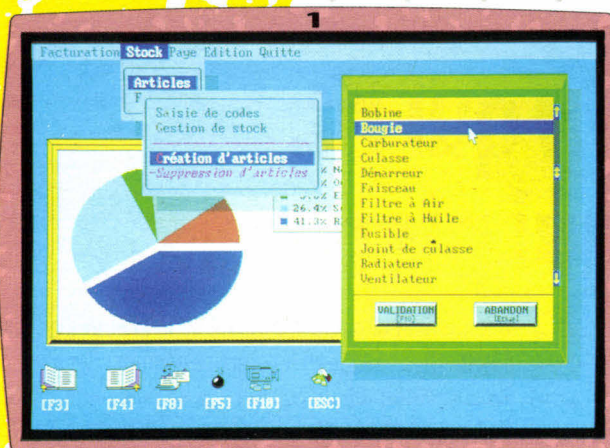 1
Facturation Stock Page Edition Quitte
Articles
F
Saisie de codes
Gestion de stock
Création d'articles
-Suppression d'articles
26.4%
41.3%
Bobine
Bougie
Carburateur
Culasse
Démarreur
Faisceau
Filtre à Air
Filtre à Huile
Fusible
Joint de culasse
Radiateur
Ventilateur
VALIDATION
[F10]
ABANDON
[F3]
[F4]
[F8]
[F5]
[F10]
[ESC]